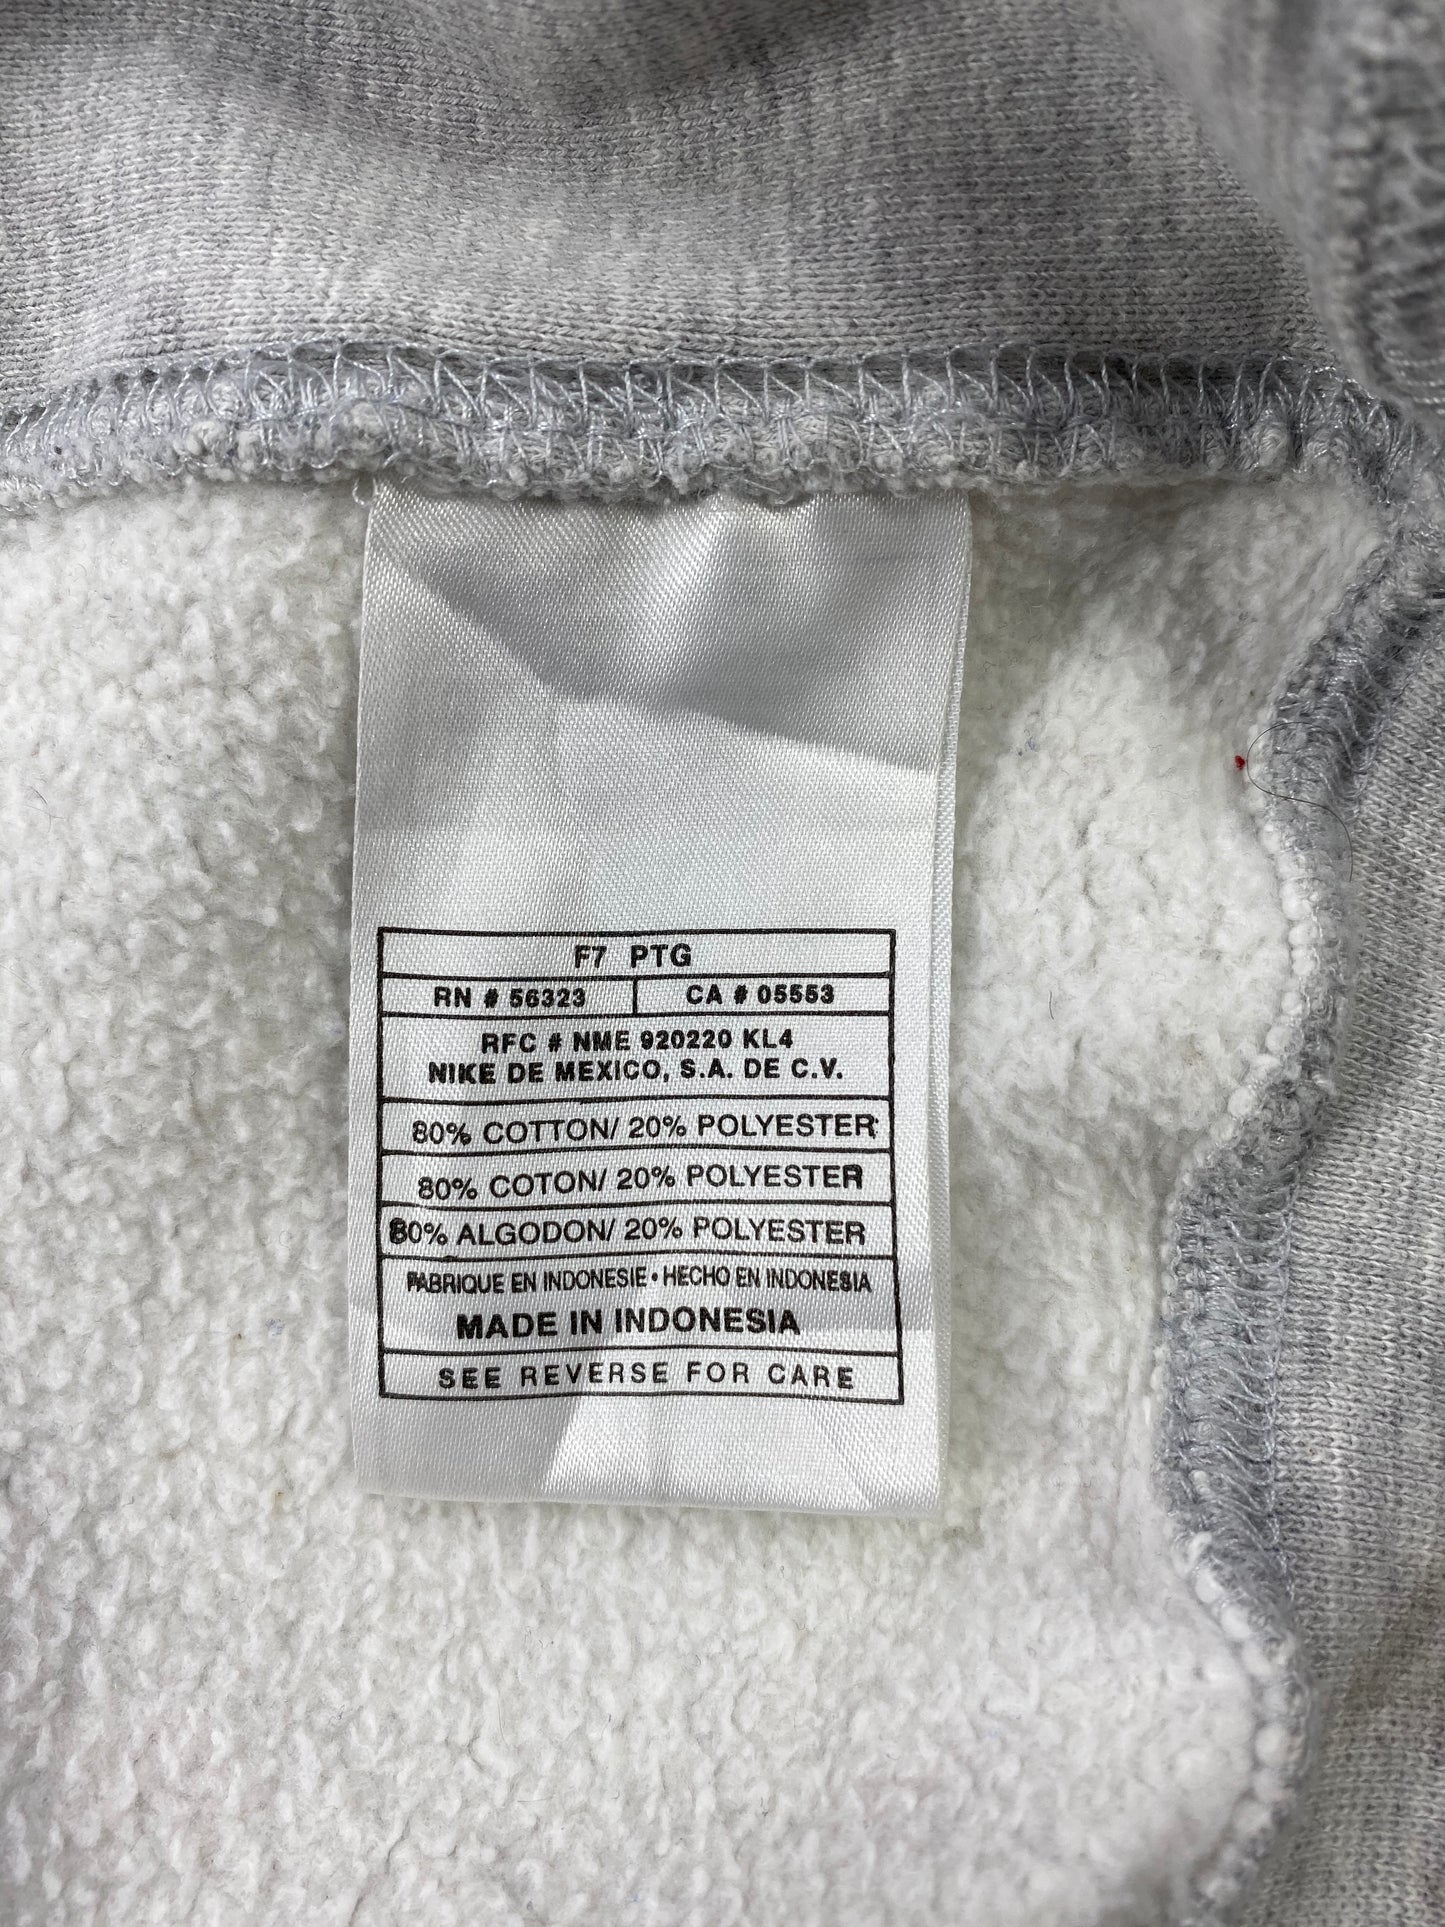 F7 PTG
RN # 56323 CA # 05553
RFC # NME 920220 KL4
NIKE DE MEXICO, S.A. DE C.V.
80% COTTON/ 20% POLYESTER
80% COTON/ 20% POLYESTER
80% ALGODON/ 20% POLYESTER
FABRIQUE EN INDONESIE • HECHO EN INDONESIA
MADE IN INDONESIA
SEE REVERSE FOR CARE